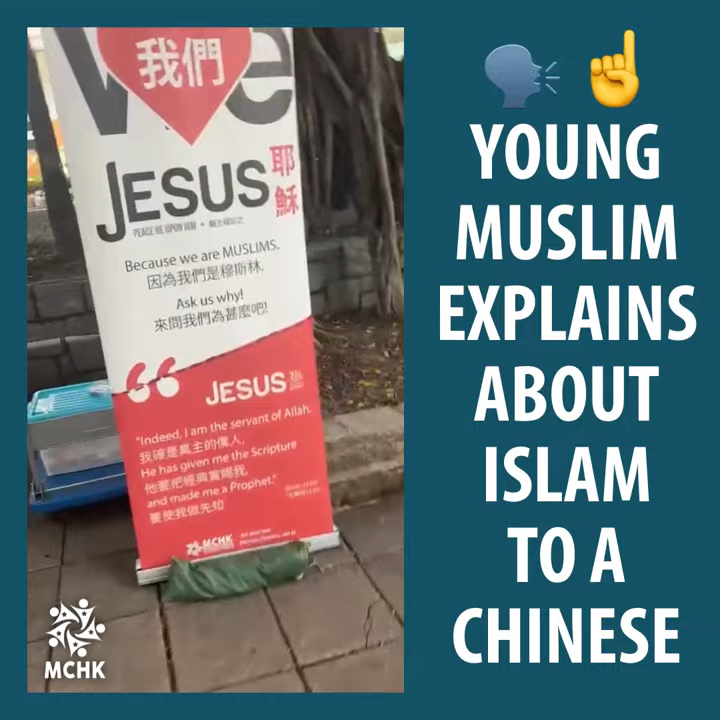 We
我們
JESUS
耶穌
PEACE BE UPON HIM
Because we are MUSLIMS.
因為我們是穆斯林
Ask us why!
來問我們為甚麼吧!
JESUS
"Indeed, I am the servant of Allah.
我確是真主的僕人,
He has given me the Scripture
他要把經典賞賜我,
and made me a Prophet."
要使我做先知
MCHK
MCHK
YOUNG
MUSLIM
EXPLAINS
ABOUT
ISLAM
TO A
CHINESE